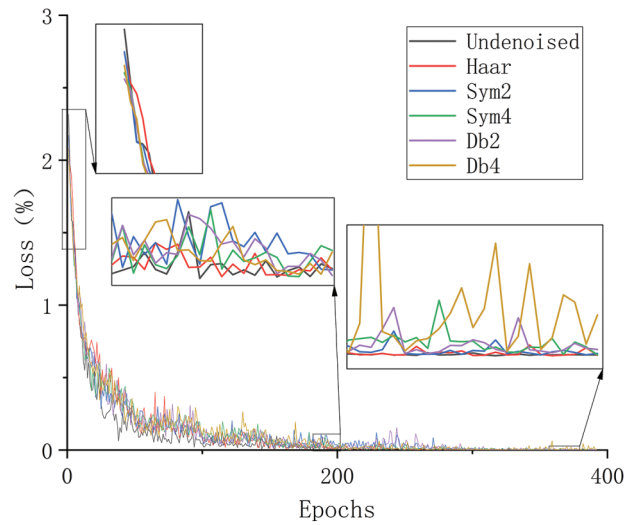 3
2
1
0
Loss (%)
0
200
400
Epochs
Undenoised
Haar
Sym2
Sym4
Db2
Db4